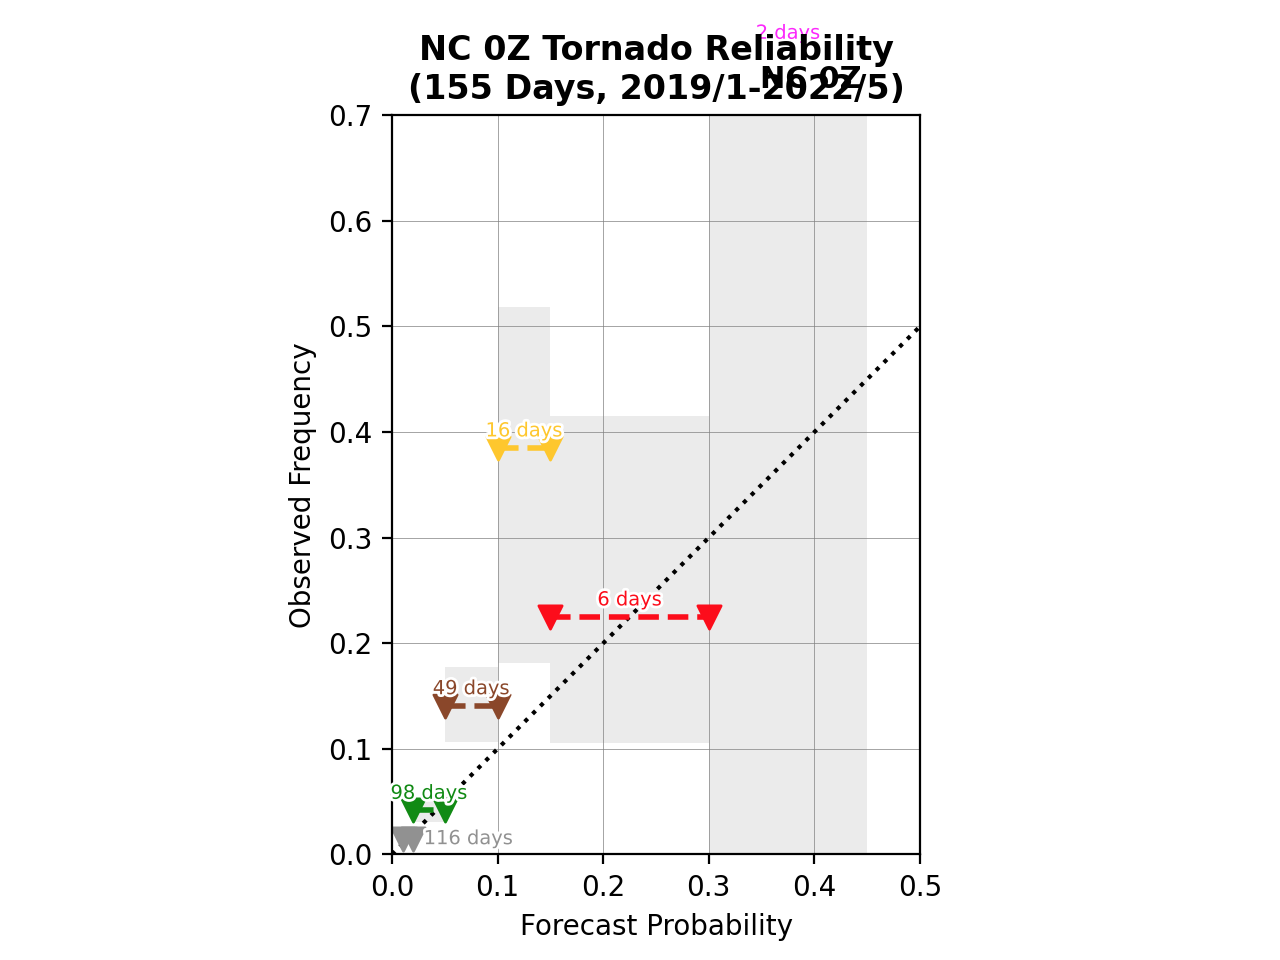 2 days
NC 0Z Tornado Reliability
NC 0Z
(155 Days, 2019/1-2022/5)
0.7
0.6
0.5
0.4
0.3
0.2
0.1
0.0
Observed Frequency
16 days
6 days
49 days
98 days
116 days
0.0 0.1 0.2 0.3 0.4 0.5
Forecast Probability